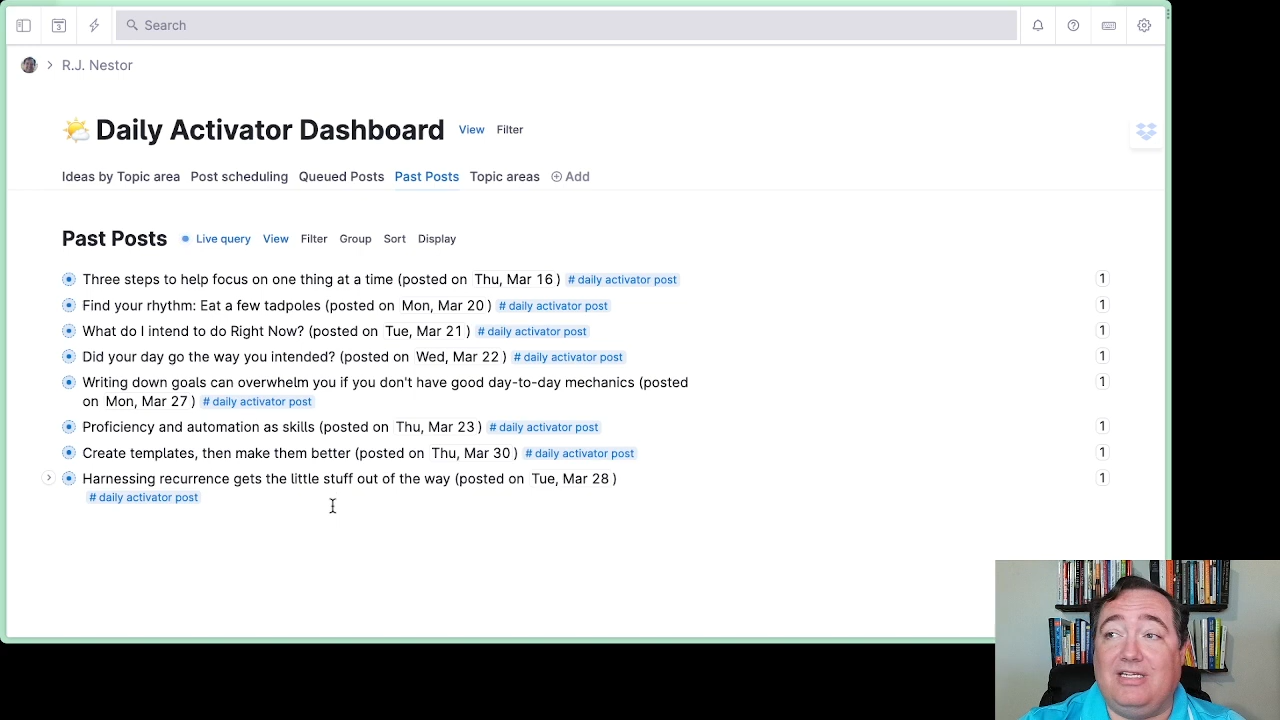 3
Search
R.J. Nestor
Daily Activator Dashboard View Filter
Ideas by Topic area Post scheduling Queued Posts Past Posts Topic areas Add
Past Posts Live query View Filter Group Sort Display
Three steps to help focus on one thing at a time (posted on Thu, Mar 16 ) # daily activator post 1
Find your rhythm: Eat a few tadpoles (posted on Mon, Mar 20 ) # daily activator post 1
What do I intend to do Right Now? (posted on Tue, Mar 21 ) # daily activator post 1
Did your day go the way you intended? (posted on Wed, Mar 22 ) # daily activator post 1
Writing down goals can overwhelm you if you don't have good day-to-day mechanics (posted 1
on Mon, Mar 27 ) # daily activator post
Proficiency and automation as skills (posted on Thu, Mar 23 ) # daily activator post 1
Create templates, then make them better (posted on Thu, Mar 30 ) # daily activator post 1
Harnessing recurrence gets the little stuff out of the way (posted on Tue, Mar 28 ) 1
# daily activator post